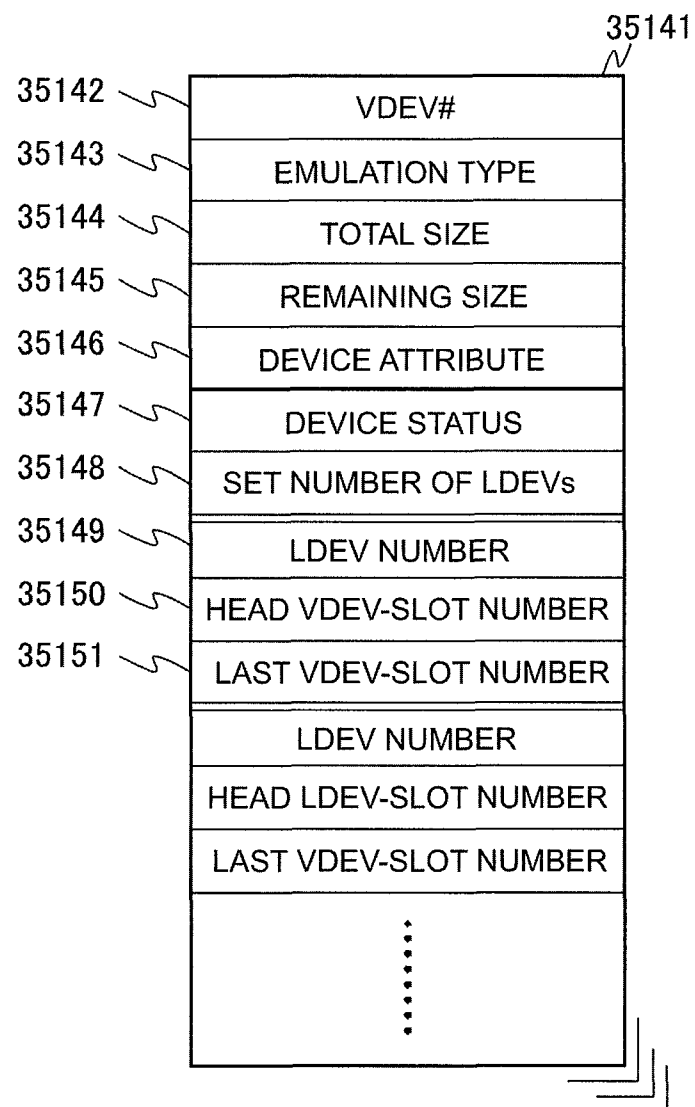 35141
35142 VDEV#
35143 EMULATION TYPE
35144 TOTAL SIZE
35145 REMAINING SIZE
35146 DEVICE ATTRIBUTE
35147 DEVICE STATUS
35148 SET NUMBER OF LDEVs
35149 LDEV NUMBER
35150 HEAD VDEV-SLOT NUMBER
35151 LAST VDEV-SLOT NUMBER
LDEV NUMBER
HEAD LDEV-SLOT NUMBER
LAST VDEV-SLOT NUMBER